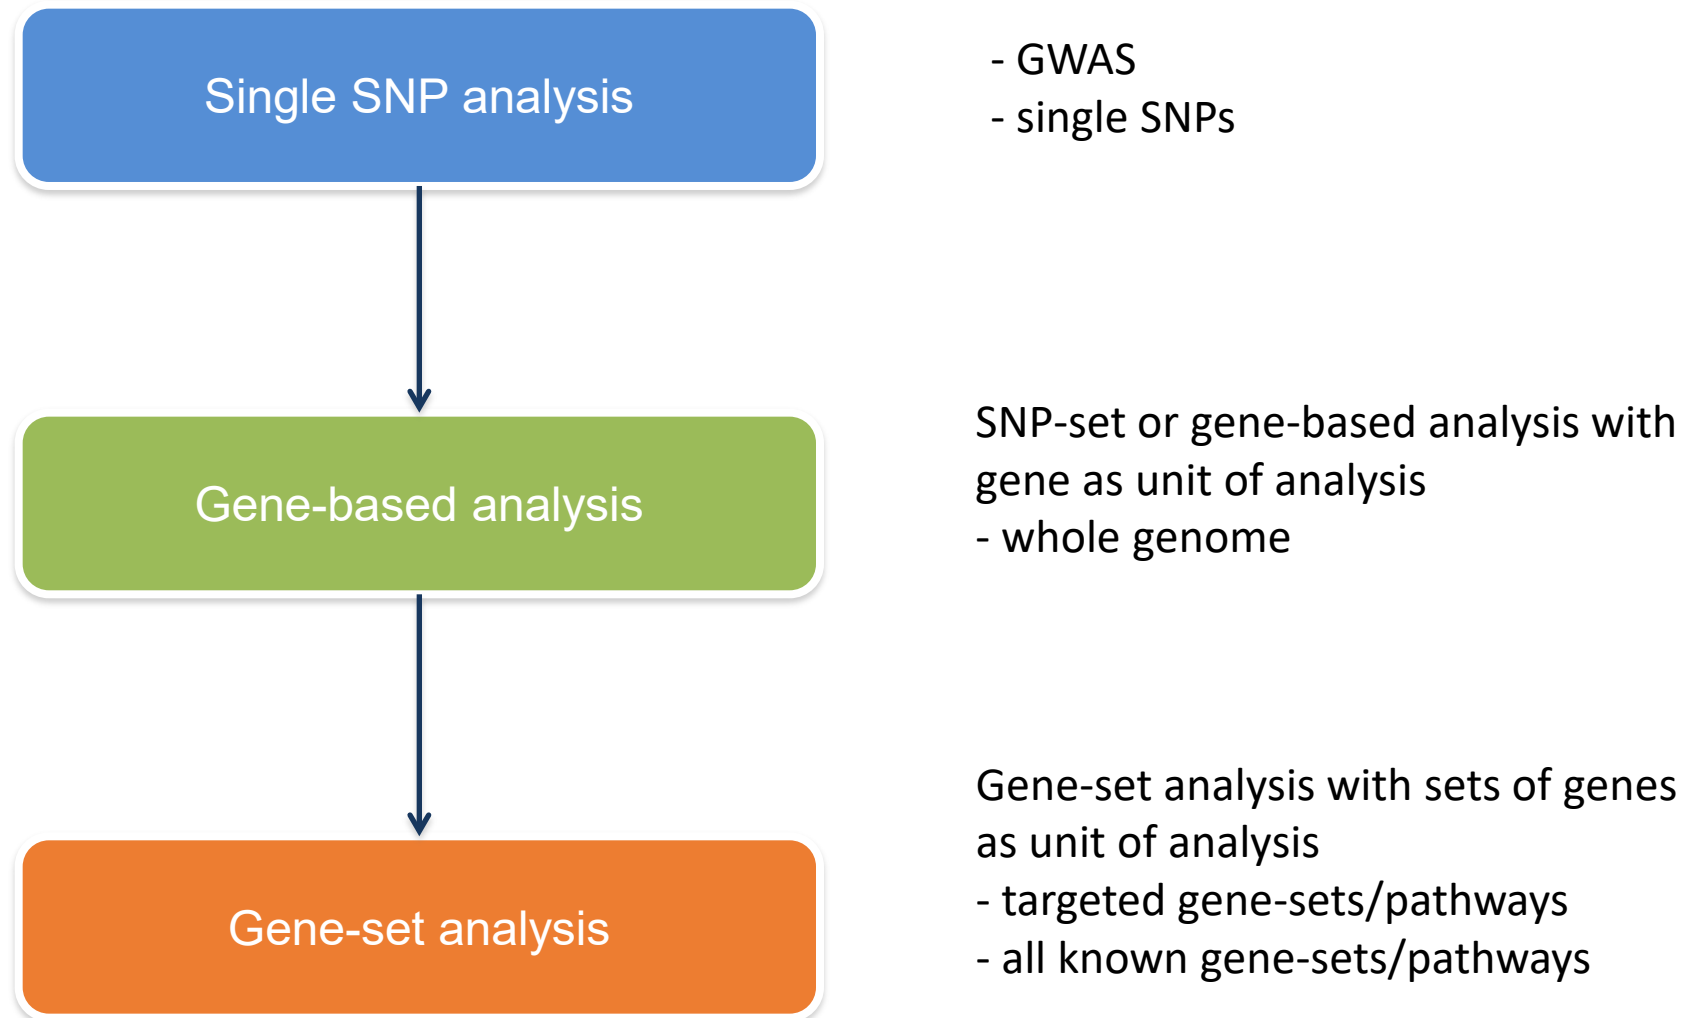 Single SNP analysis
- GWAS
- single SNPs
Gene-based analysis
SNP-set or gene-based analysis with
gene as unit of analysis
- whole genome
Gene-set analysis
Gene-set analysis with sets of genes
as unit of analysis
- targeted gene-sets/pathways
- all known gene-sets/pathways